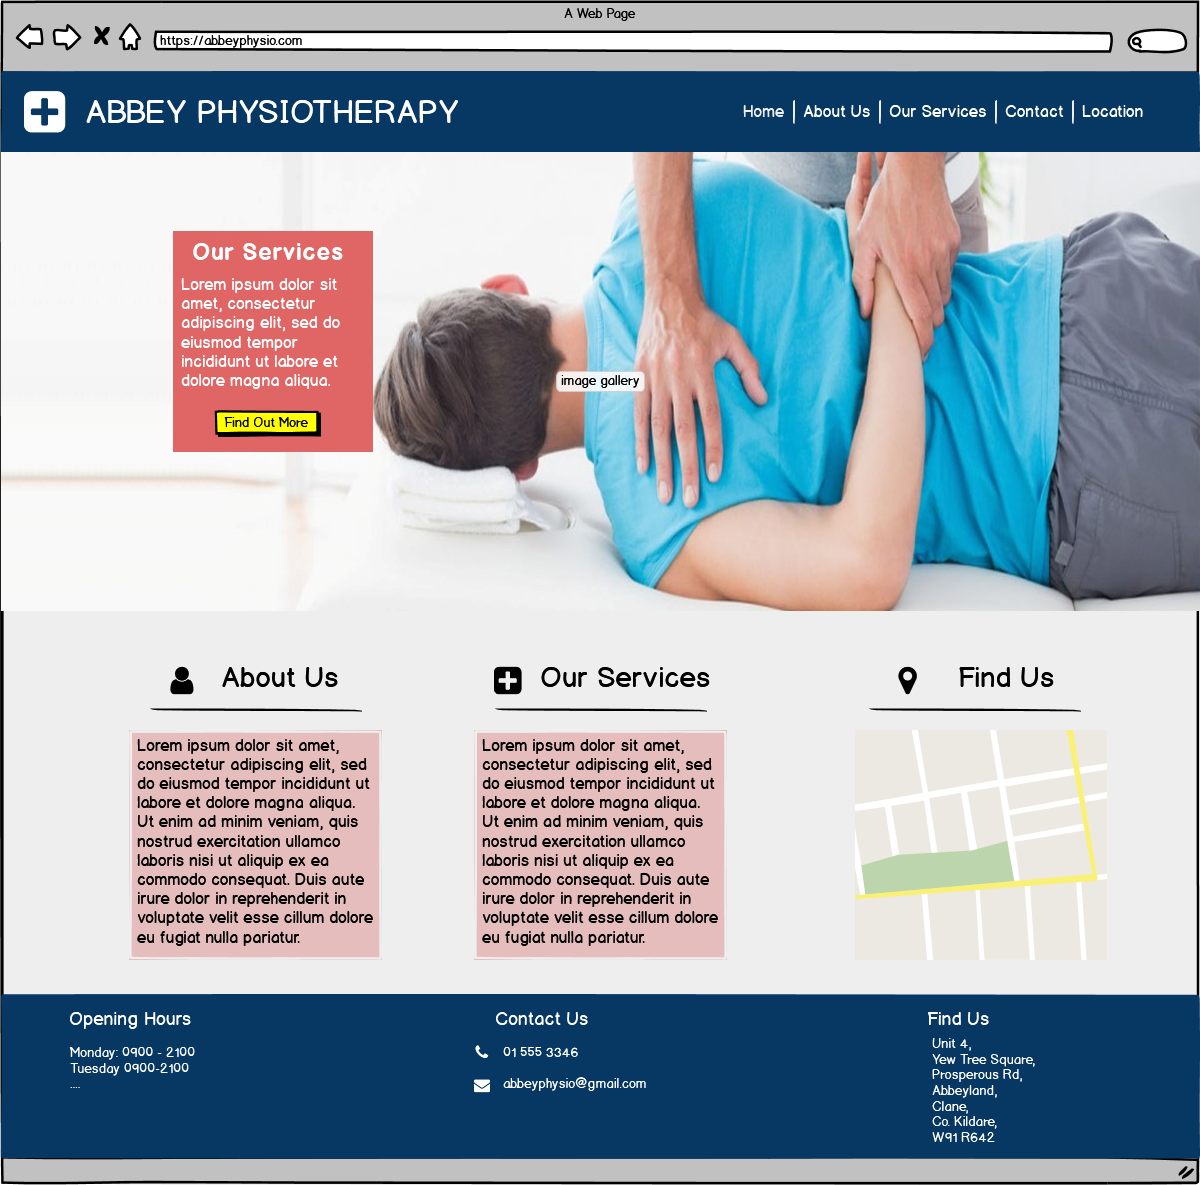 A Web Page
https://abbeyphysio.com
ABBEY PHYSIOTHERAPY
Home | About Us | Our Services | Contact | Location
Our Services
Lorem ipsum dolor sit
amet, consectetur
adipiscing elit, sed do
eiusmod tempor
incididunt ut labore et
dolore magna aliqua.
Find Out More
image gallery
About Us
Lorem ipsum dolor sit amet,
consectetur adipiscing elit, sed
do eiusmod tempor incididunt ut
labore et dolore magna aliqua.
Ut enim ad minim veniam, quis
nostrud exercitation ullamco
laboris nisi ut aliquip ex ea
commodo consequat. Duis aute
irure dolor in reprehenderit in
voluptate velit esse cillum dolore
eu fugiat nulla pariatur.
Our Services
Lorem ipsum dolor sit amet,
consectetur adipiscing elit, sed
do eiusmod tempor incididunt ut
labore et dolore magna aliqua.
Ut enim ad minim veniam, quis
nostrud exercitation ullamco
laboris nisi ut aliquip ex ea
commodo consequat. Duis aute
irure dolor in reprehenderit in
voluptate velit esse cillum dolore
eu fugiat nulla pariatur.
Find Us
Opening Hours
Monday: 0900 - 2100
Tuesday 0900-2100
....
Contact Us
01 555 3346
abbeyphysio@gmail.com
Find Us
Unit 4,
Yew Tree Square,
Prosperous Rd,
Abbeyland,
Clane,
Co. Kildare,
W91 R642